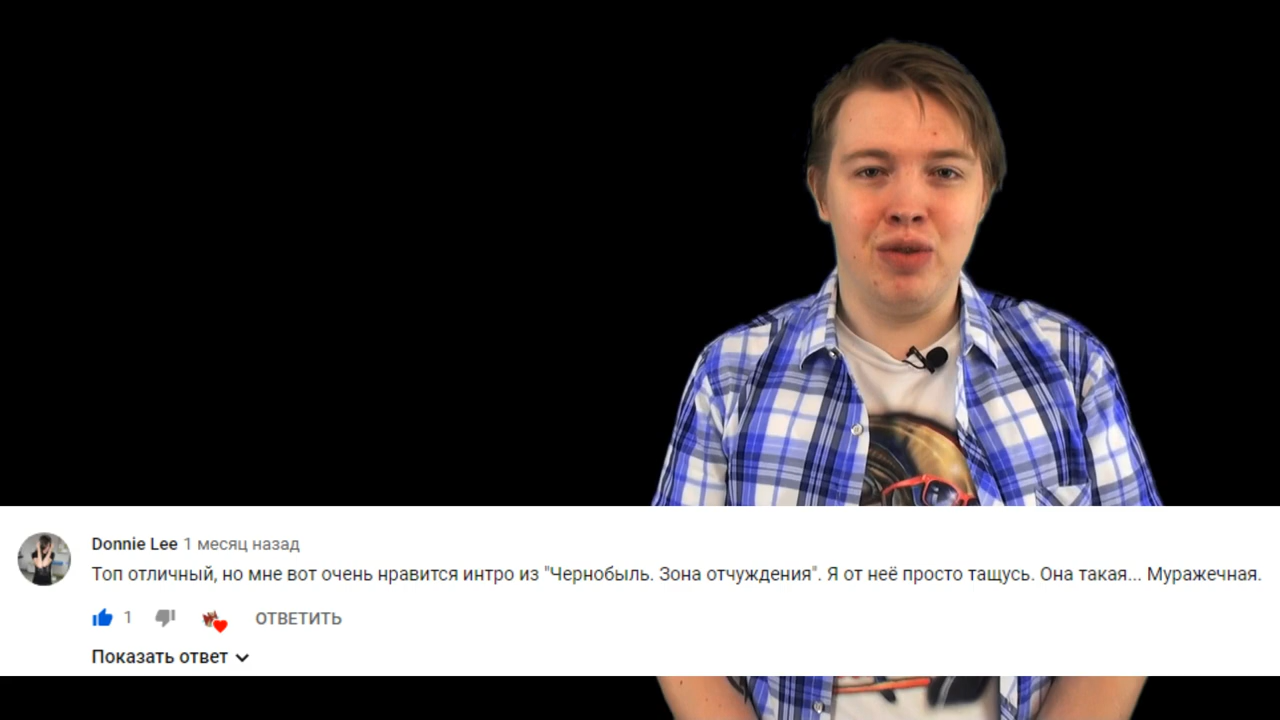 Donnie Lee 1 месяц назад
Топ отличный, но мне вот очень нравится интро из "Чернобыль. Зона отчуждения". Я от неё просто тащусь. Она такая... Муражечная.
1 ОТВЕТИТЬ
Показать ответ